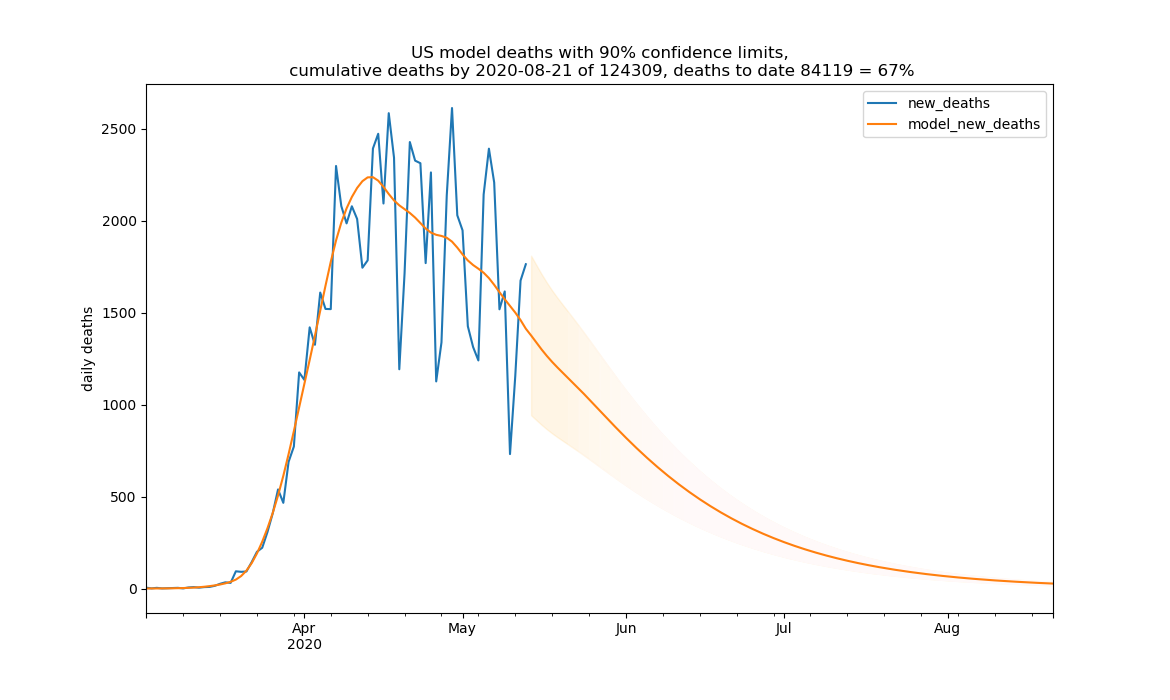 US model deaths with 90% confidence limits,
cumulative deaths by 2020-08-21 of 124309, deaths to date 84119 = 67%
new_deaths
model_new_deaths
2500
2000
1500
1000
500
0
daily deaths
Apr
2020
May
Jun
Jul
Aug